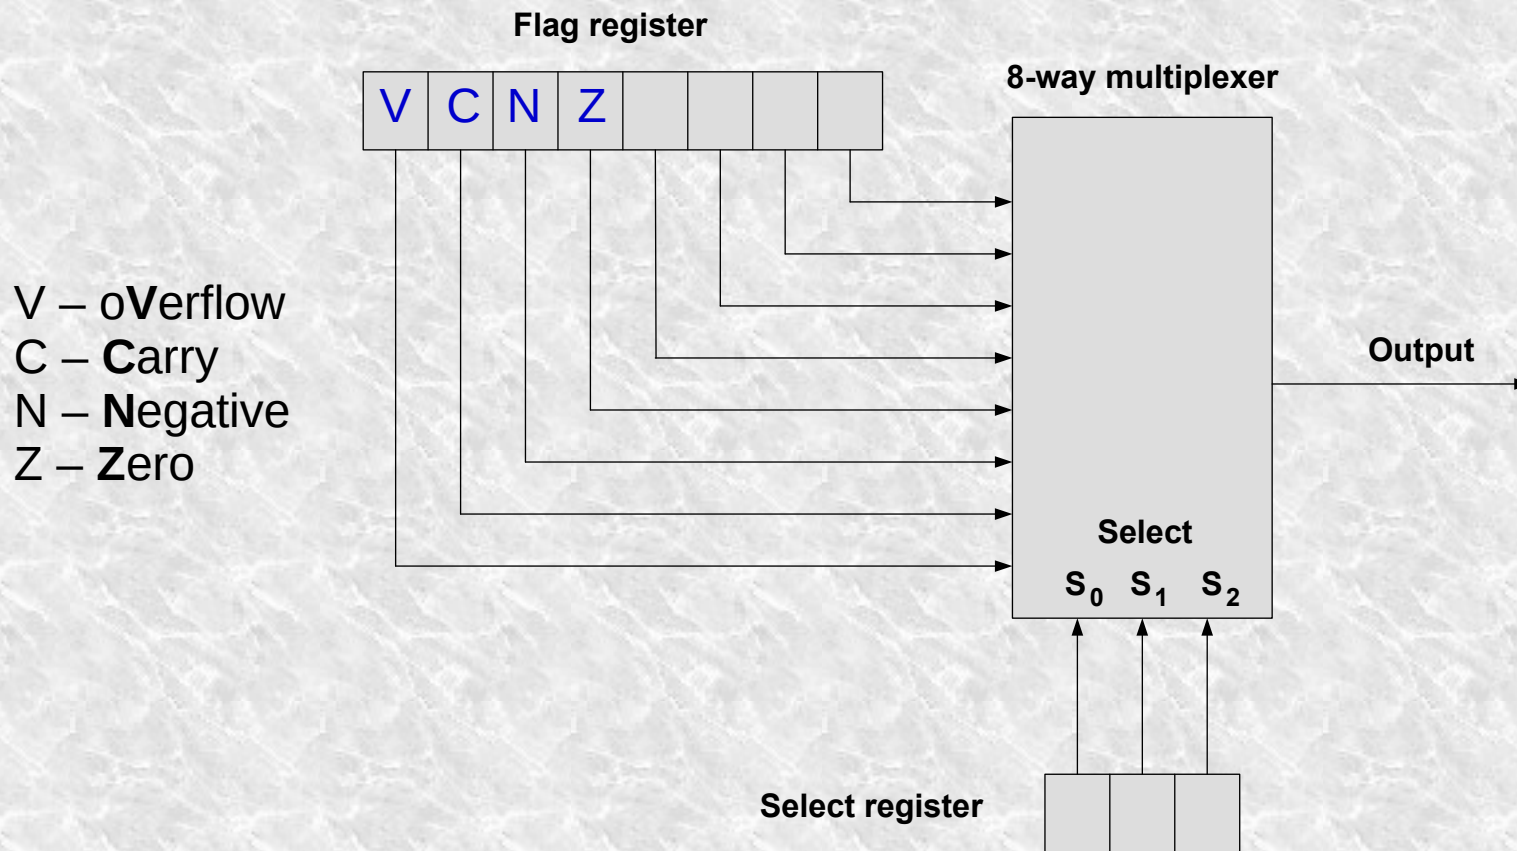 Flag register
8-way multiplexer
V C N Z
V – oVerflow
C – Carry
N – Negative
Z – Zero
Output
Select
S0 S1 S2
Select register